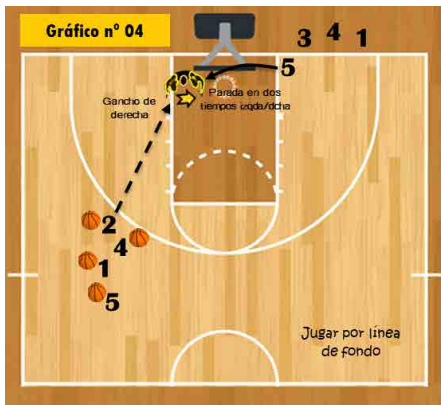 Gráfico nº 04
3 4 1
5
Gancho de
derecha
Parada en dos
tiempos izqda/dcha
2
4
1
5
Jugar por línea
de fondo